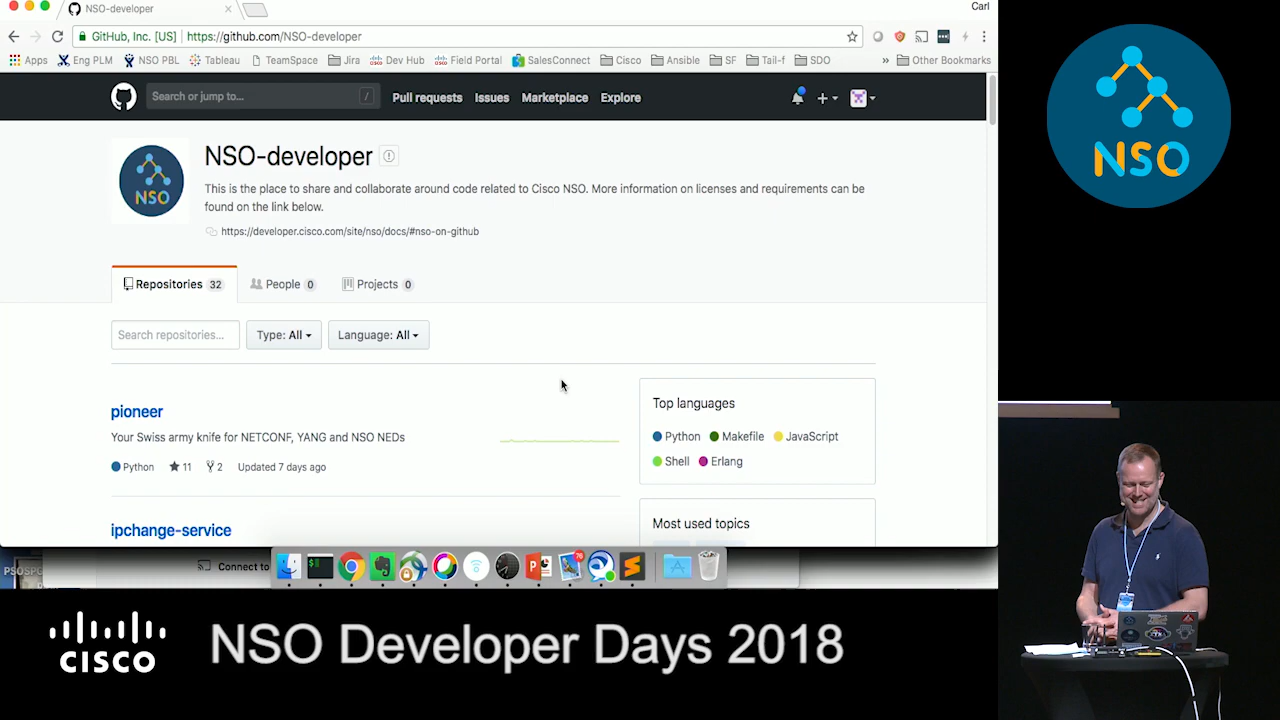 NSO-developer
Carl
GitHub, Inc. [US] | https://github.com/NSO-developer
Apps Eng PLM NSO PBL Tableau TeamSpace Jira Dev Hub Field Portal SalesConnect Cisco Ansible SF Tail-f SDO » Other Bookmarks
Search or jump to... /
Pull requests Issues Marketplace Explore
NSO-developer
This is the place to share and collaborate around code related to Cisco NSO. More information on licenses and requirements can be
found on the link below.
https://developer.cisco.com/site/nso/docs/#nso-on-github
NSO
Repositories 32 People 0 Projects 0
Search repositories... Type: All Language: All
pioneer
Your Swiss army knife for NETCONF, YANG and NSO NEDs
Python 11 2 Updated 7 days ago
ipchange-service
Top languages
Python Makefile JavaScript
Shell Erlang
Most used topics
Connect to
NSO
CISCO
NSO Developer Days 2018